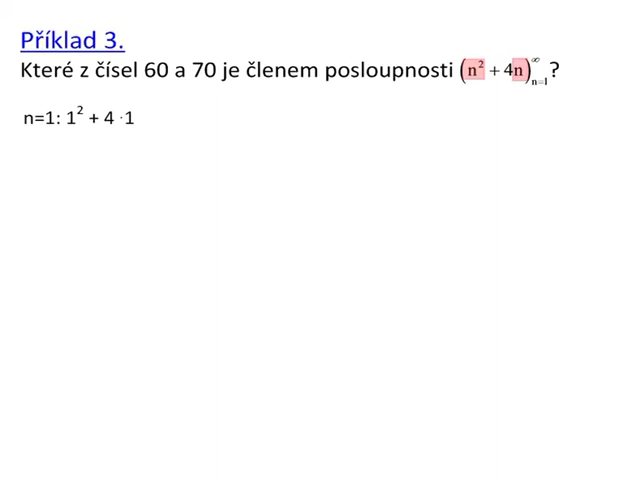 Příklad 3.
Které z čísel 60 a 70 je členem posloupnosti (n² + 4n)∞n=1?
n=1: 1² + 4 ·1